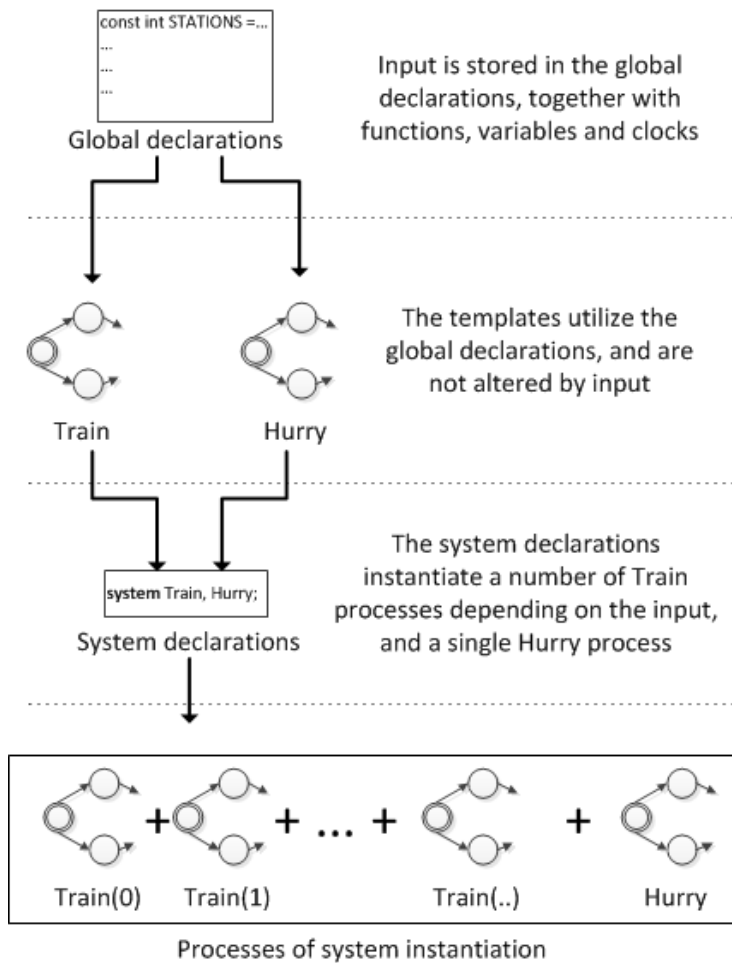 const int STATIONS =...
...
...
...
Global declarations
Input is stored in the global
declarations, together with
functions, variables and clocks
Train
Hurry
The templates utilize the
global declarations, and are
not altered by input
system Train, Hurry;
System declarations
The system declarations
instantiate a number of Train
processes depending on the input,
and a single Hurry process
+ + ... + +
Train(0) Train(1) Train(..) Hurry
Processes of system instantiation